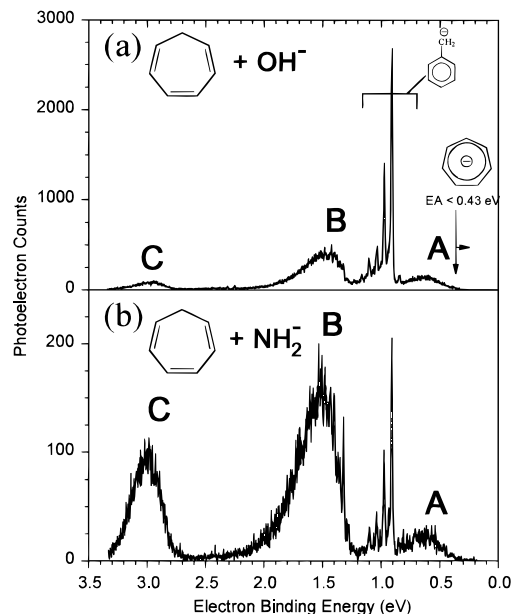 3000
(a)
+ OH⁻
⊖
CH₂
2000
⊖
EA < 0.43 eV
1000
B
C
A
0
Photoelectron Counts
(b)
+ NH₂⁻
B
200
C
100
A
0
3.5 3.0 2.5 2.0 1.5 1.0 0.5 0.0
Electron Binding Energy (eV)